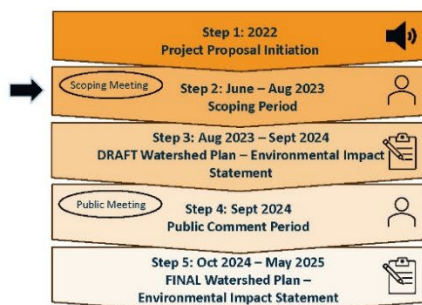 Step 1: 2022
Project Proposal Initiation
Scoping Meeting
Step 2: June – Aug 2023
Scoping Period
Step 3: Aug 2023 – Sept 2024
DRAFT Watershed Plan – Environmental Impact
Statement
Public Meeting
Step 4: Sept 2024
Public Comment Period
Step 5: Oct 2024 – May 2025
FINAL Watershed Plan –
Environmental Impact Statement